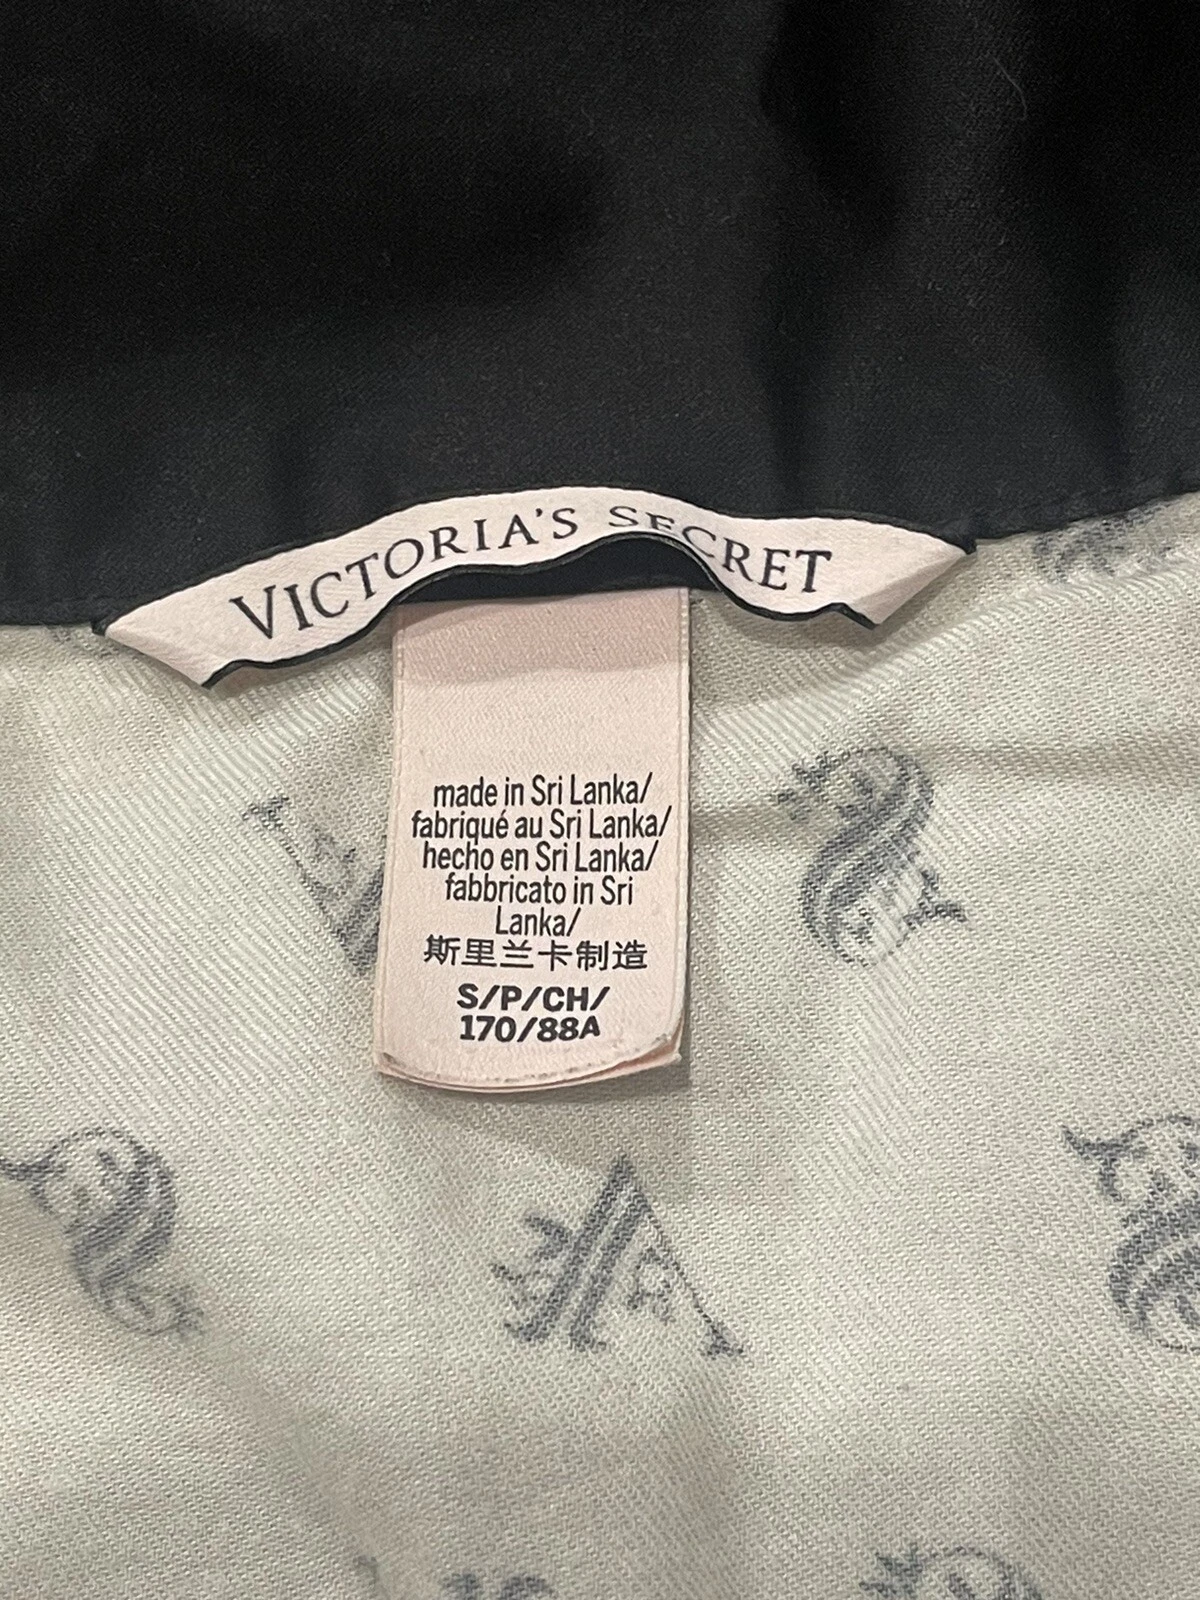 VICTORIA'S SECRET
made in Sri Lanka/
fabriqué au Sri Lanka/
hecho en Sri Lanka/
fabbricato in Sri
Lanka/
斯里兰卡制造
S/P/CH/
170/88A